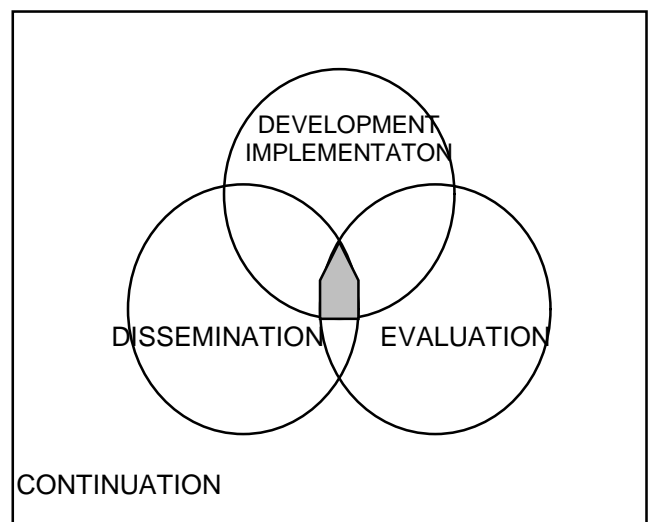 DEVELOPMENT
IMPLEMENTATON
DISSEMINATION
EVALUATION
CONTINUATION